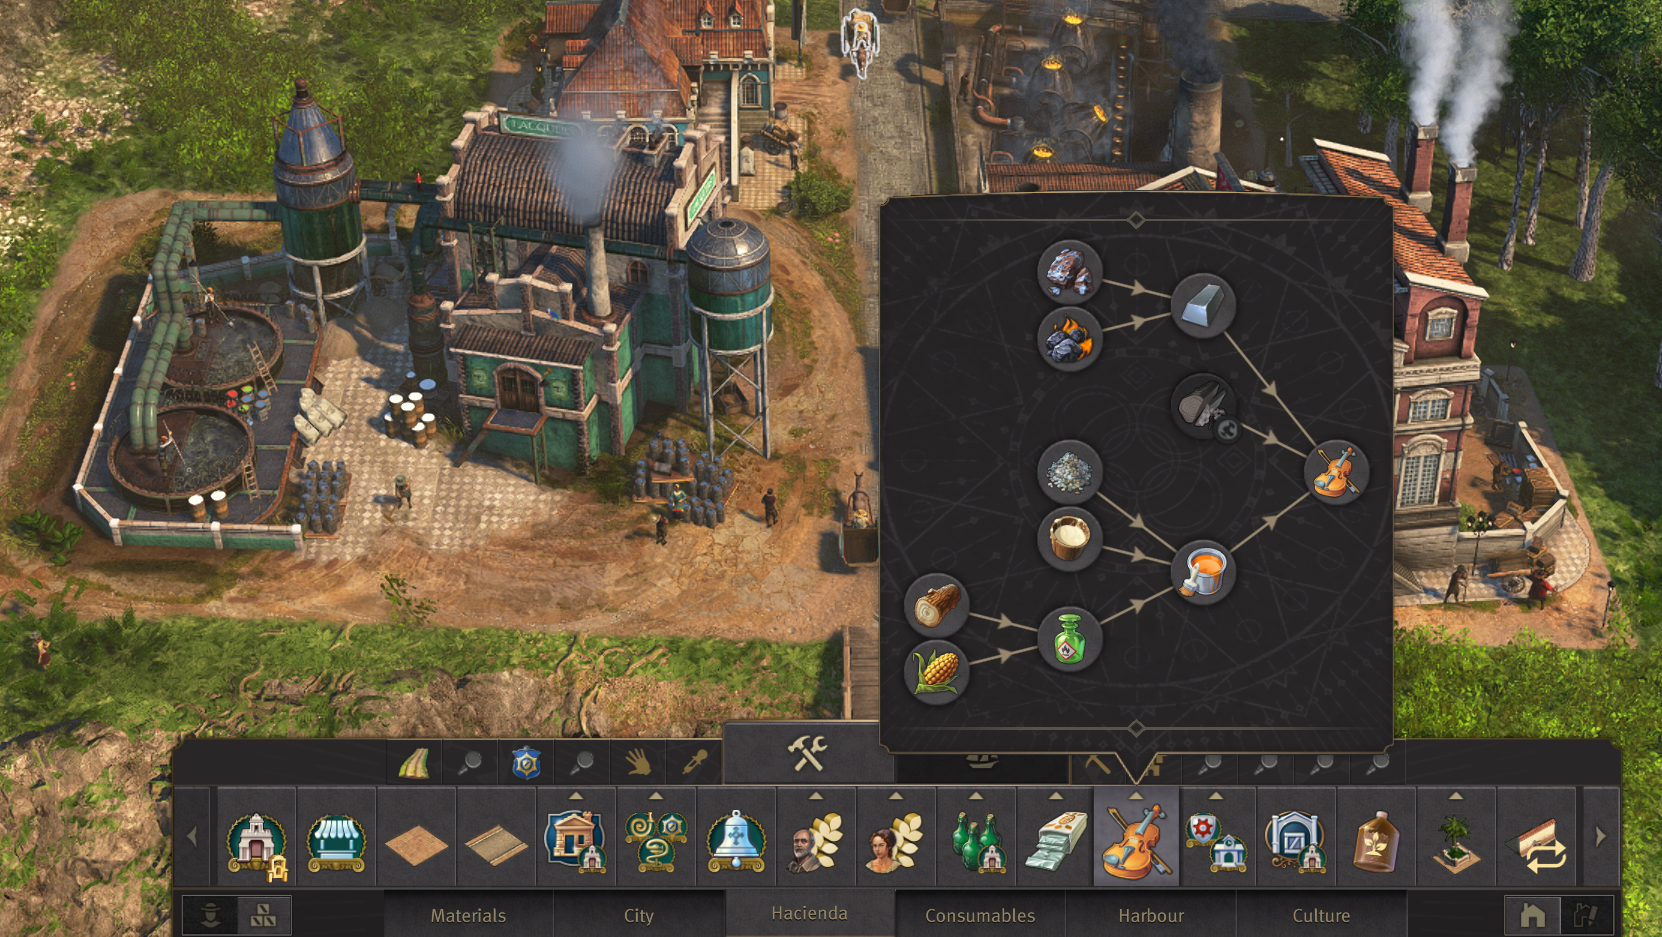 LACQUER
Materials
City
Hacienda
Consumables
Harbour
Culture